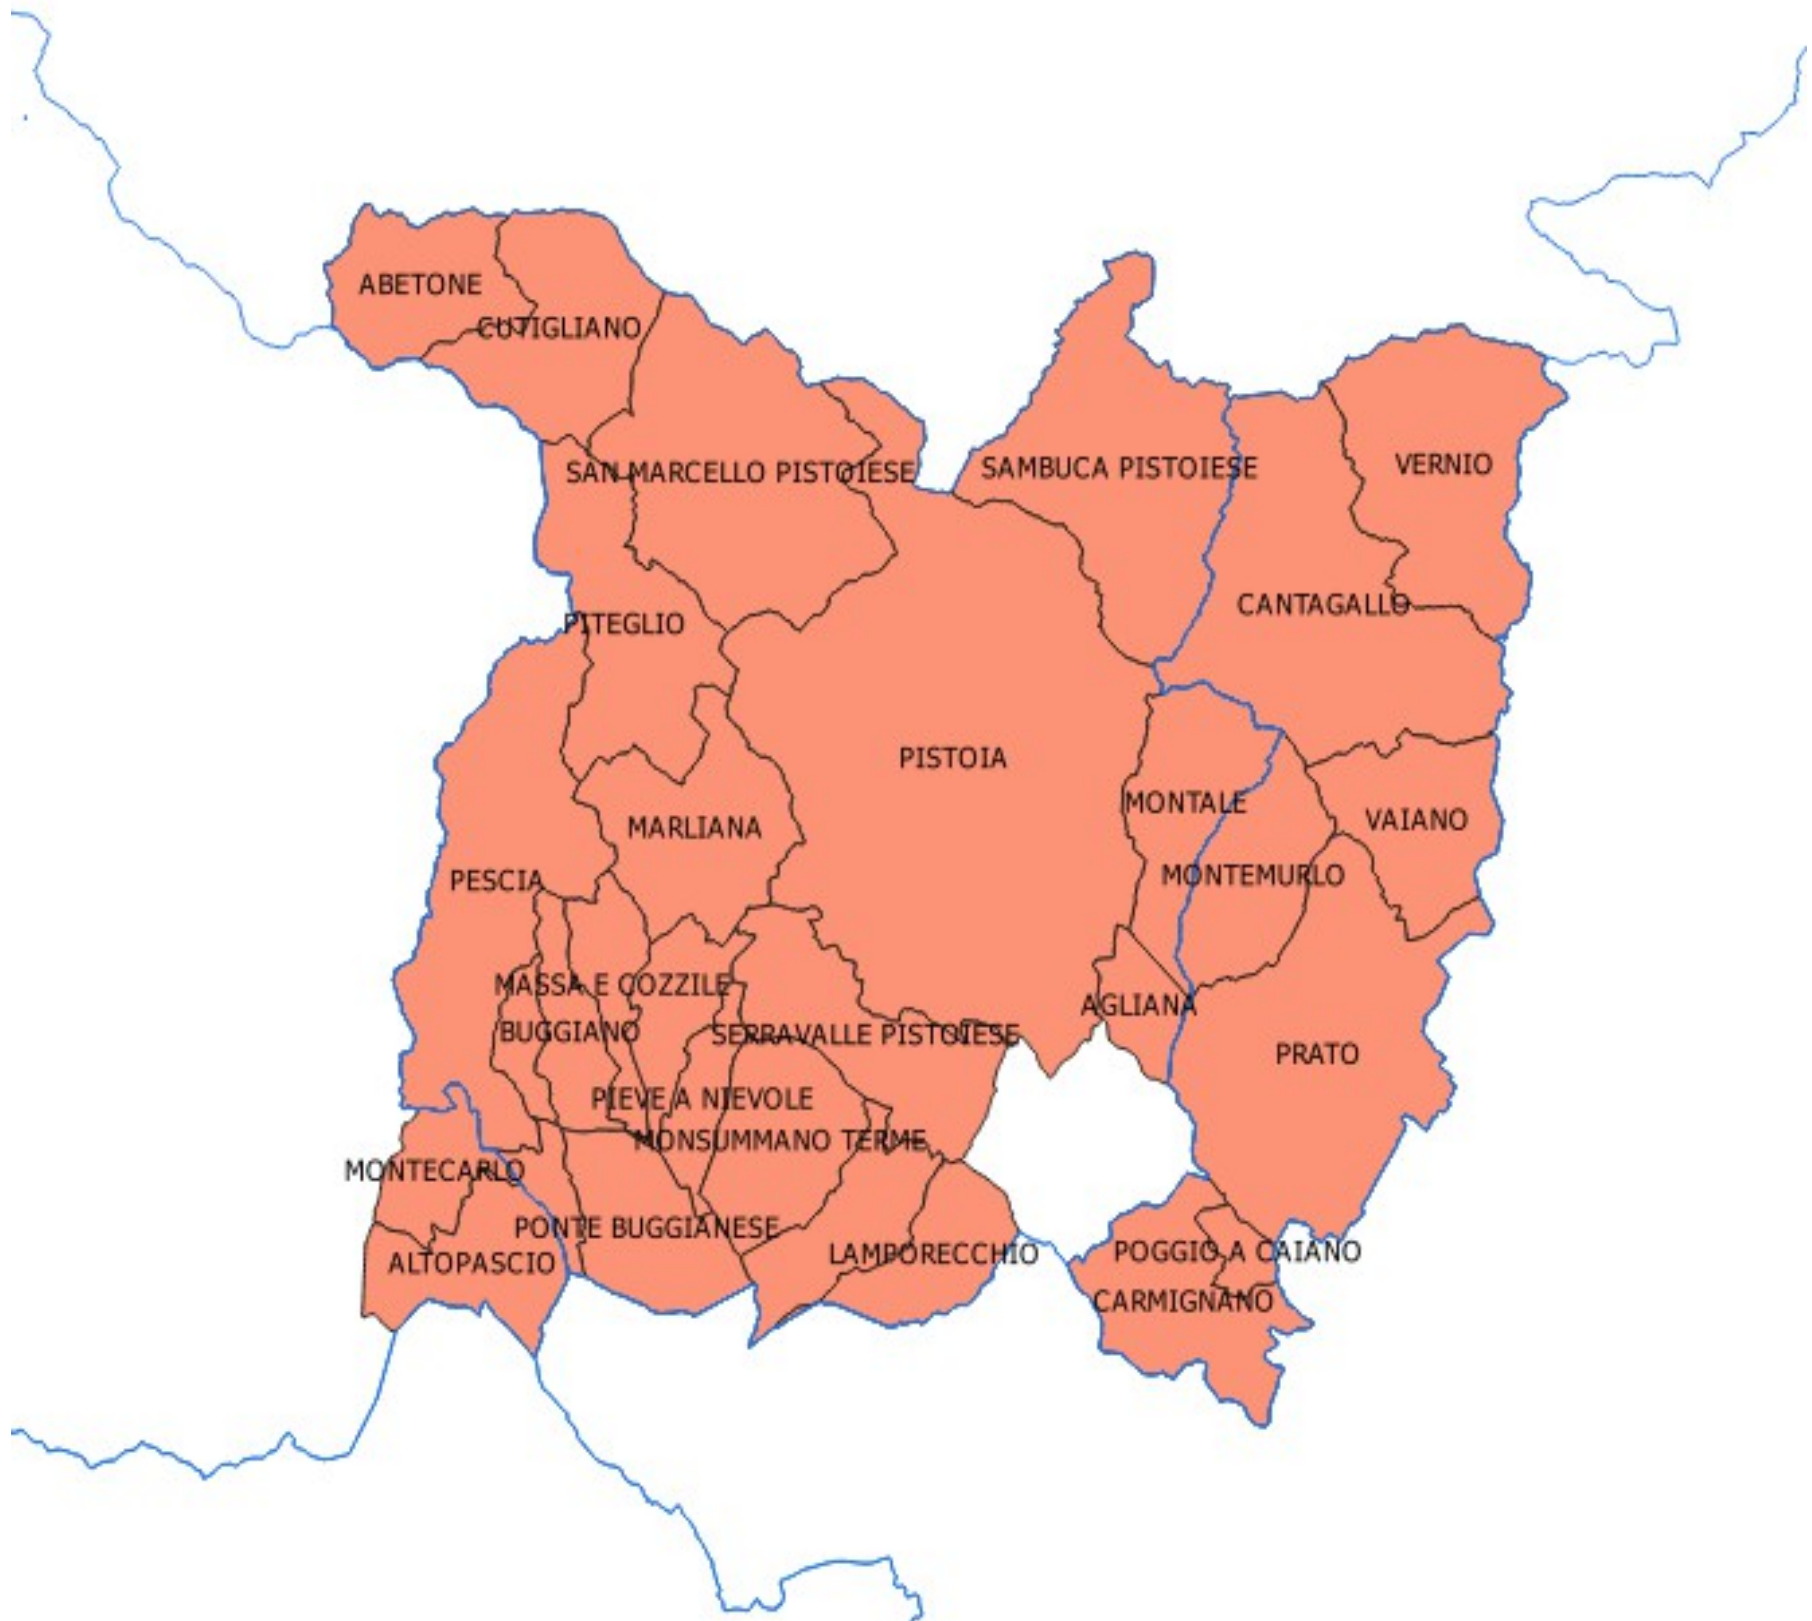 ABETONE
CUTIGLIANO
SAN MARCELLO PISTOIESE
SAMBUCA PISTOIESE
VERNIO
CANTAGALLO
PITEGLIO
PISTOIA
MONTALE
VAIANO
MARLIANA
MONTEMURLO
PESCIA
MASSA E COZZILE
AGLIANA
BUGGIANO
SERRAVALLE PISTOIESE
PRATO
PIEVE A NIEVOLE
MONSUMMANO TERME
MONTECARLO
PONTE BUGGIANESE
LAMPORECCHIO
POGGIO A CAIANO
ALTOPASCIO
CARMIGNANO